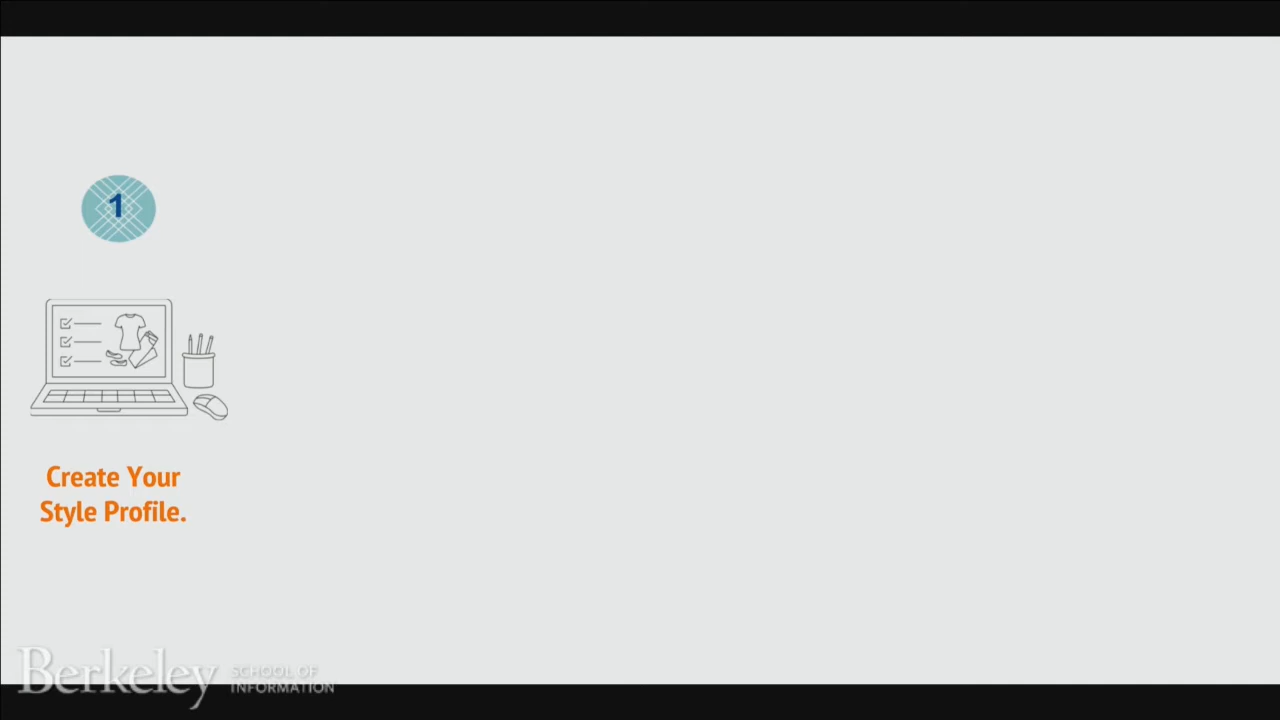 1
Create Your
Style Profile.
Berkeley
SCHOOL OF
INFORMATION